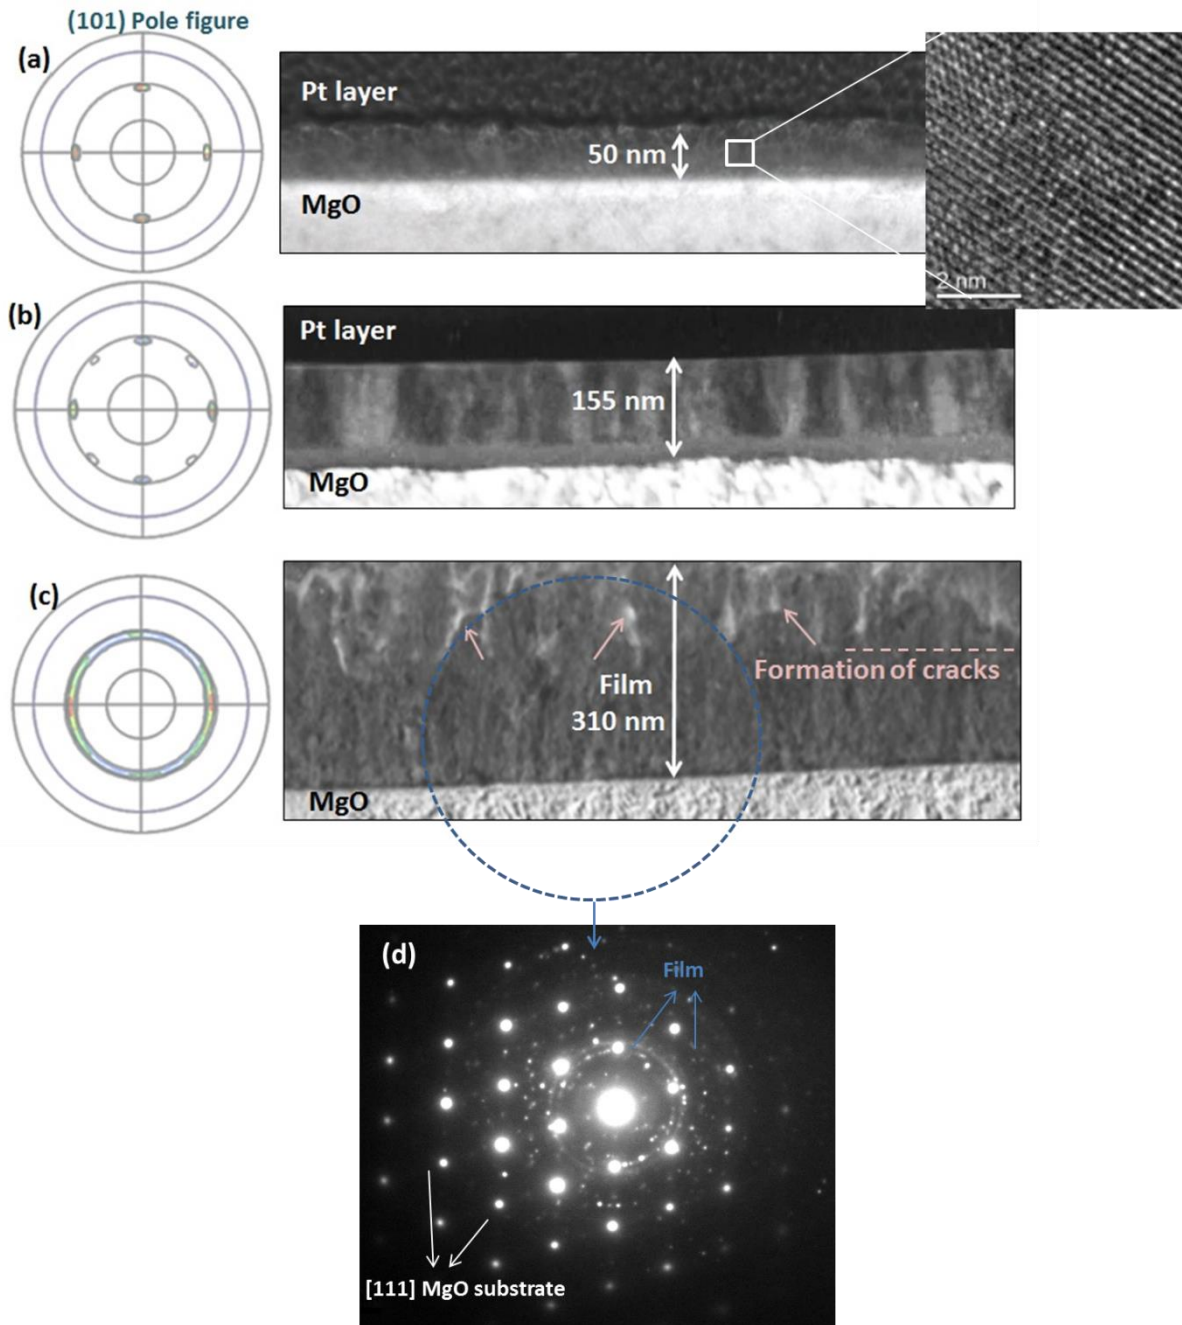 (101) Pole figure
(a)
Pt layer
50 nm
MgO
2 nm
(b)
Pt layer
155 nm
MgO
(c)
Formation of cracks
Film
310 nm
MgO
(d)
Film
[111] MgO substrate